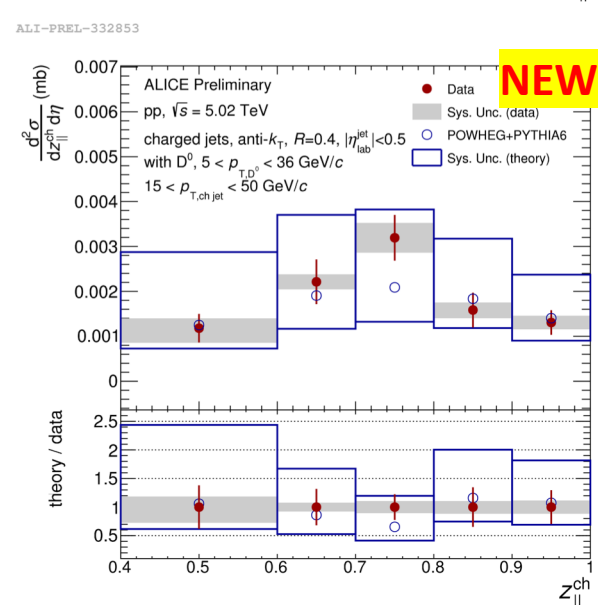 ALI-PREL-332853
NEW
d²σ / dz||ch dη (mb)
0.007
0.006
0.005
0.004
0.003
0.002
0.001
0
ALICE Preliminary
pp, √s = 5.02 TeV
charged jets, anti-kT, R=0.4, |ηlabjet|<0.5
with D⁰, 5 < pT,D⁰ < 36 GeV/c
15 < pT,ch jet < 50 GeV/c
Data
Sys. Unc. (data)
POWHEG+PYTHIA6
Sys. Unc. (theory)
theory / data
2.5
2
1.5
1
0.5
0.4 0.5 0.6 0.7 0.8 0.9 1
z||ch